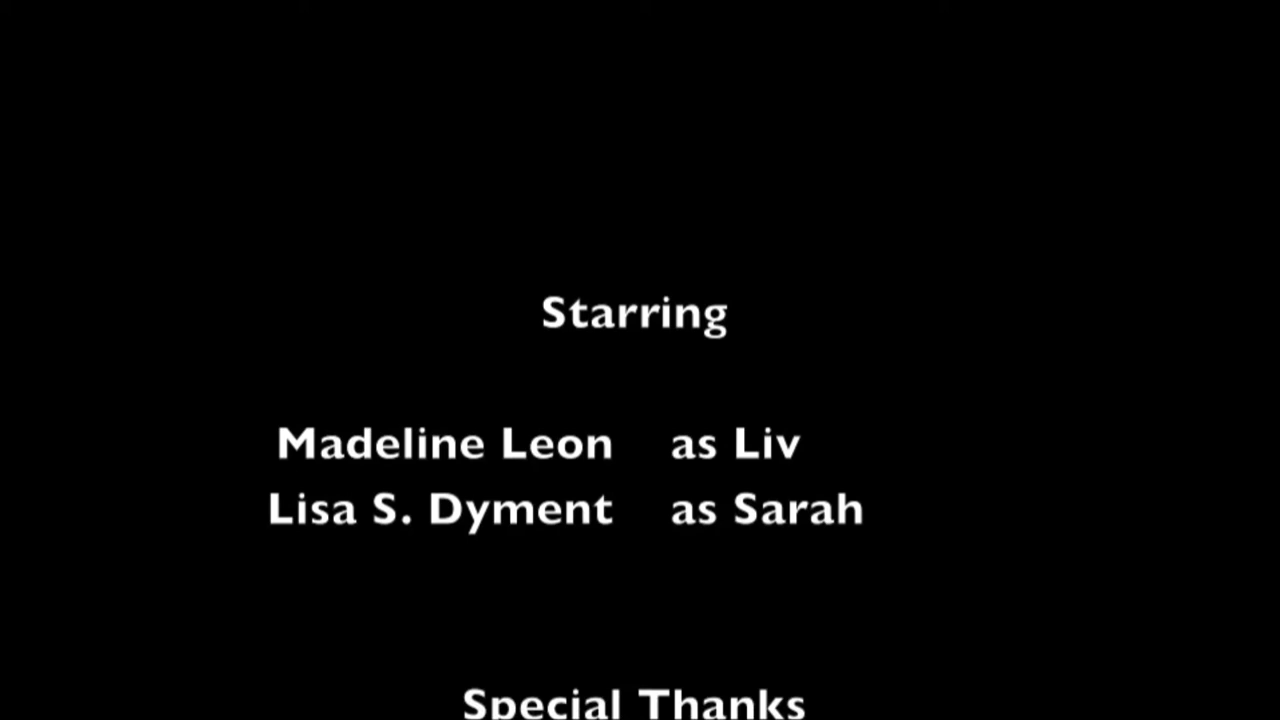 Starring
Madeline Leon as Liv
Lisa S. Dyment as Sarah
Special Thanks